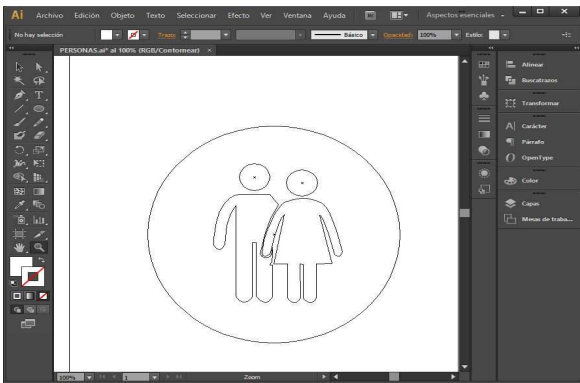 Ai Archivo Edición Objeto Texto Seleccionar Efecto Ver Ventana Ayuda Aspectos esenciales
No hay selección Trazo: Básico Opacidad: 100% Estilo:
PERSONAS.ai* al 100% (RGB/Contornear) ×
Alinear
Buscatrazos
Transformar
Carácter
Párrafo
OpenType
Color
Capas
Mesas de traba...
100% 1 Zoom